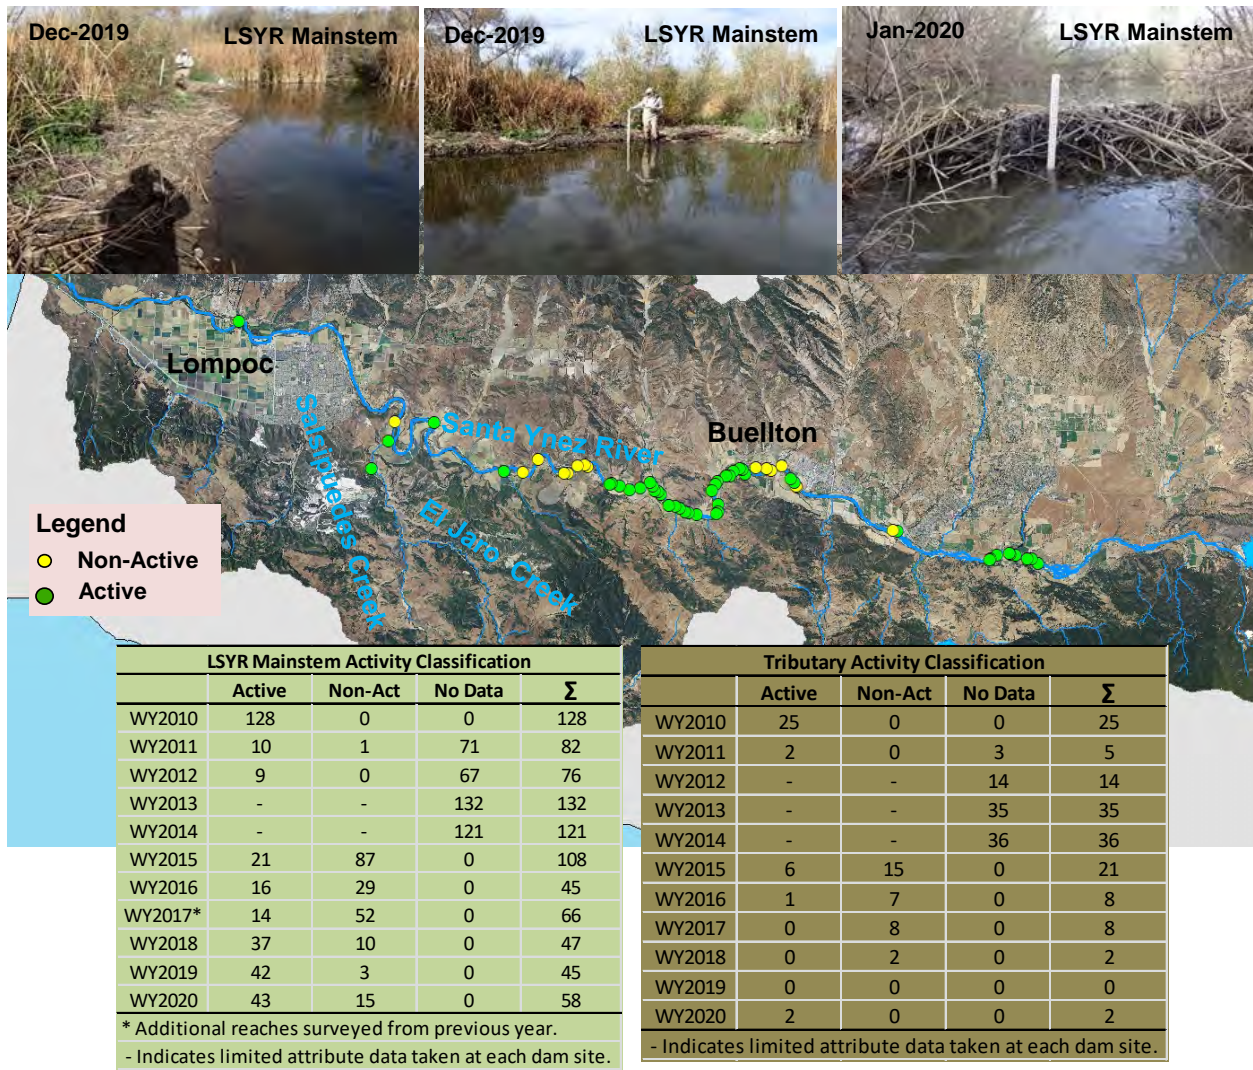 Dec-2019 LSYR Mainstem
Dec-2019 LSYR Mainstem
Jan-2020 LSYR Mainstem
Lompoc
Salsipuedes Creek
Santa Ynez River
El Jaro Creek
Buellton
Legend
Non-Active
Active
LSYR Mainstem Activity Classification
Active Non-Act No Data Σ
WY2010 128 0 0 128
WY2011 10 1 71 82
WY2012 9 0 67 76
WY2013 - - 132 132
WY2014 - - 121 121
WY2015 21 87 0 108
WY2016 16 29 0 45
WY2017* 14 52 0 66
WY2018 37 10 0 47
WY2019 42 3 0 45
WY2020 43 15 0 58
* Additional reaches surveyed from previous year.
- Indicates limited attribute data taken at each dam site.
Tributary Activity Classification
Active Non-Act No Data Σ
WY2010 25 0 0 25
WY2011 2 0 3 5
WY2012 - - 14 14
WY2013 - - 35 35
WY2014 - - 36 36
WY2015 6 15 0 21
WY2016 1 7 0 8
WY2017 0 8 0 8
WY2018 0 2 0 2
WY2019 0 0 0 0
WY2020 2 0 0 2
- Indicates limited attribute data taken at each dam site.